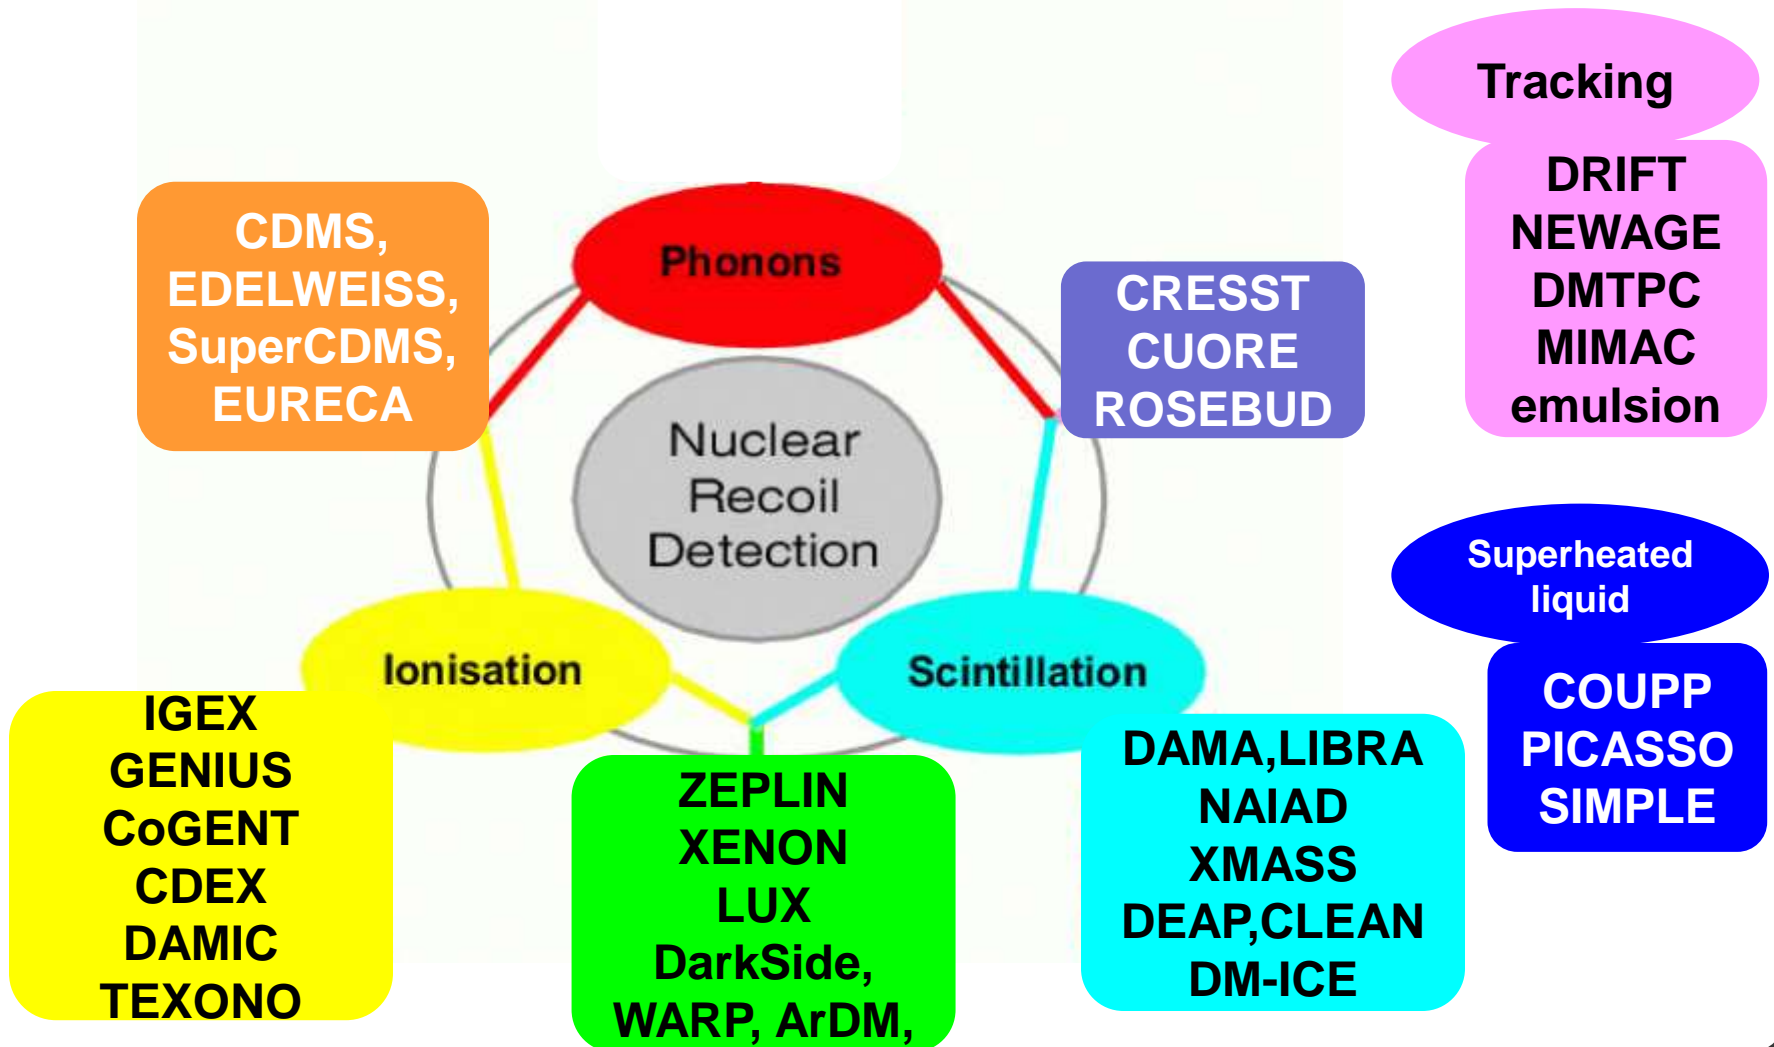 Tracking
DRIFT
NEWAGE
DMTPC
MIMAC
emulsion
CDMS,
EDELWEISS,
SuperCDMS,
EURECA
Phonons
CRESST
CUORE
ROSEBUD
Nuclear
Recoil
Detection
Superheated
liquid
COUPP
PICASSO
SIMPLE
Ionisation
Scintillation
IGEX
GENIUS
CoGENT
CDEX
DAMIC
TEXONO
ZEPLIN
XENON
LUX
DarkSide,
WARP, ArDM,
DAMA,LIBRA
NAIAD
XMASS
DEAP,CLEAN
DM-ICE